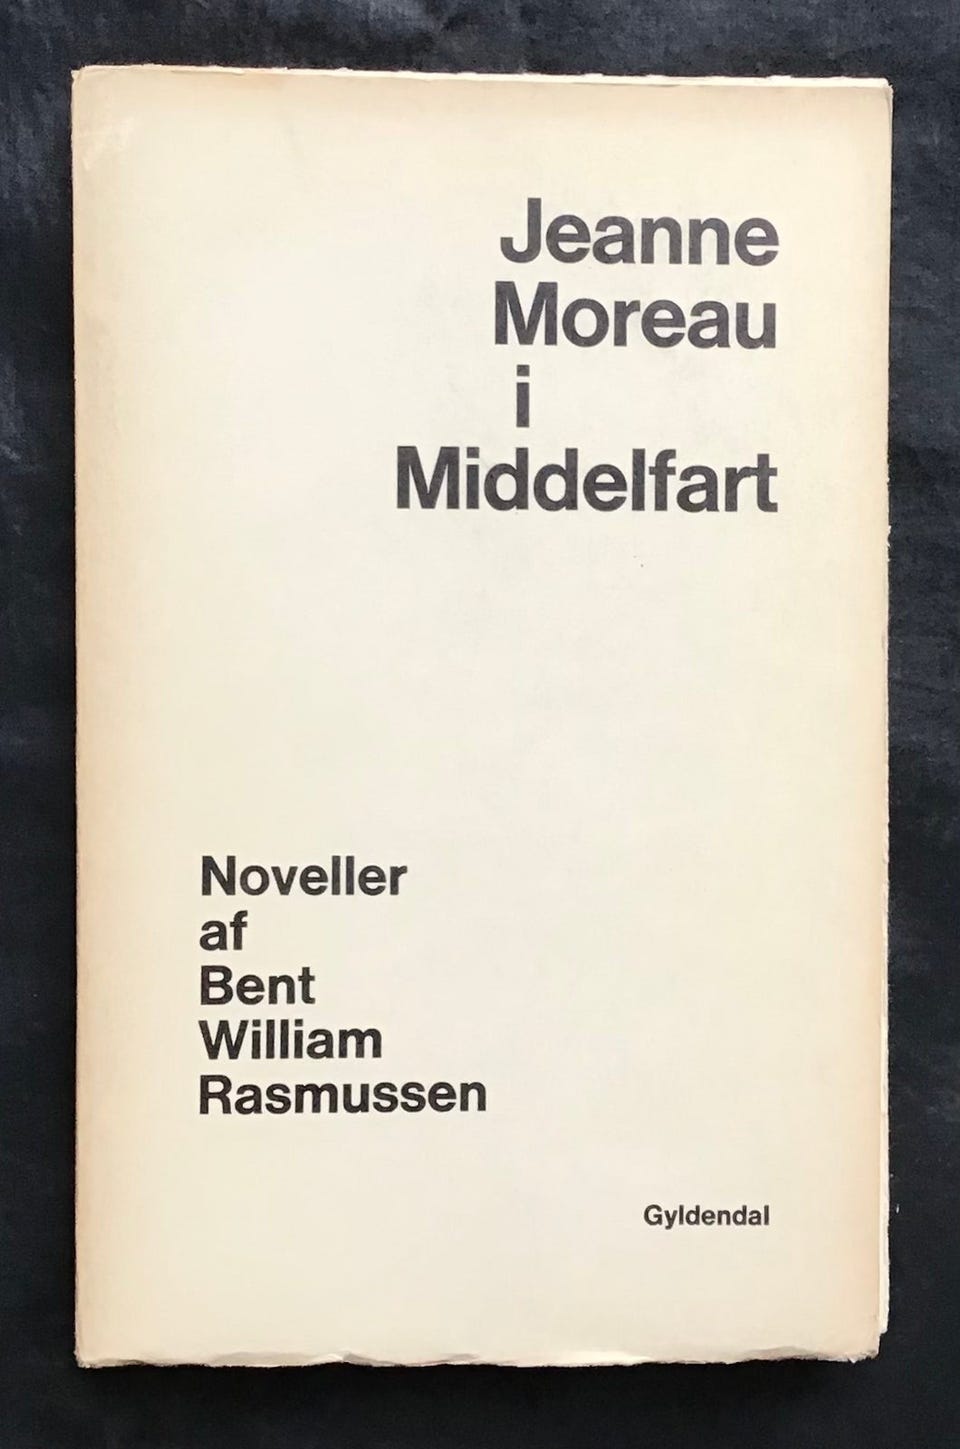 Jeanne
Moreau
i
Middelfart
Noveller
af
Bent
William
Rasmussen
Gyldendal